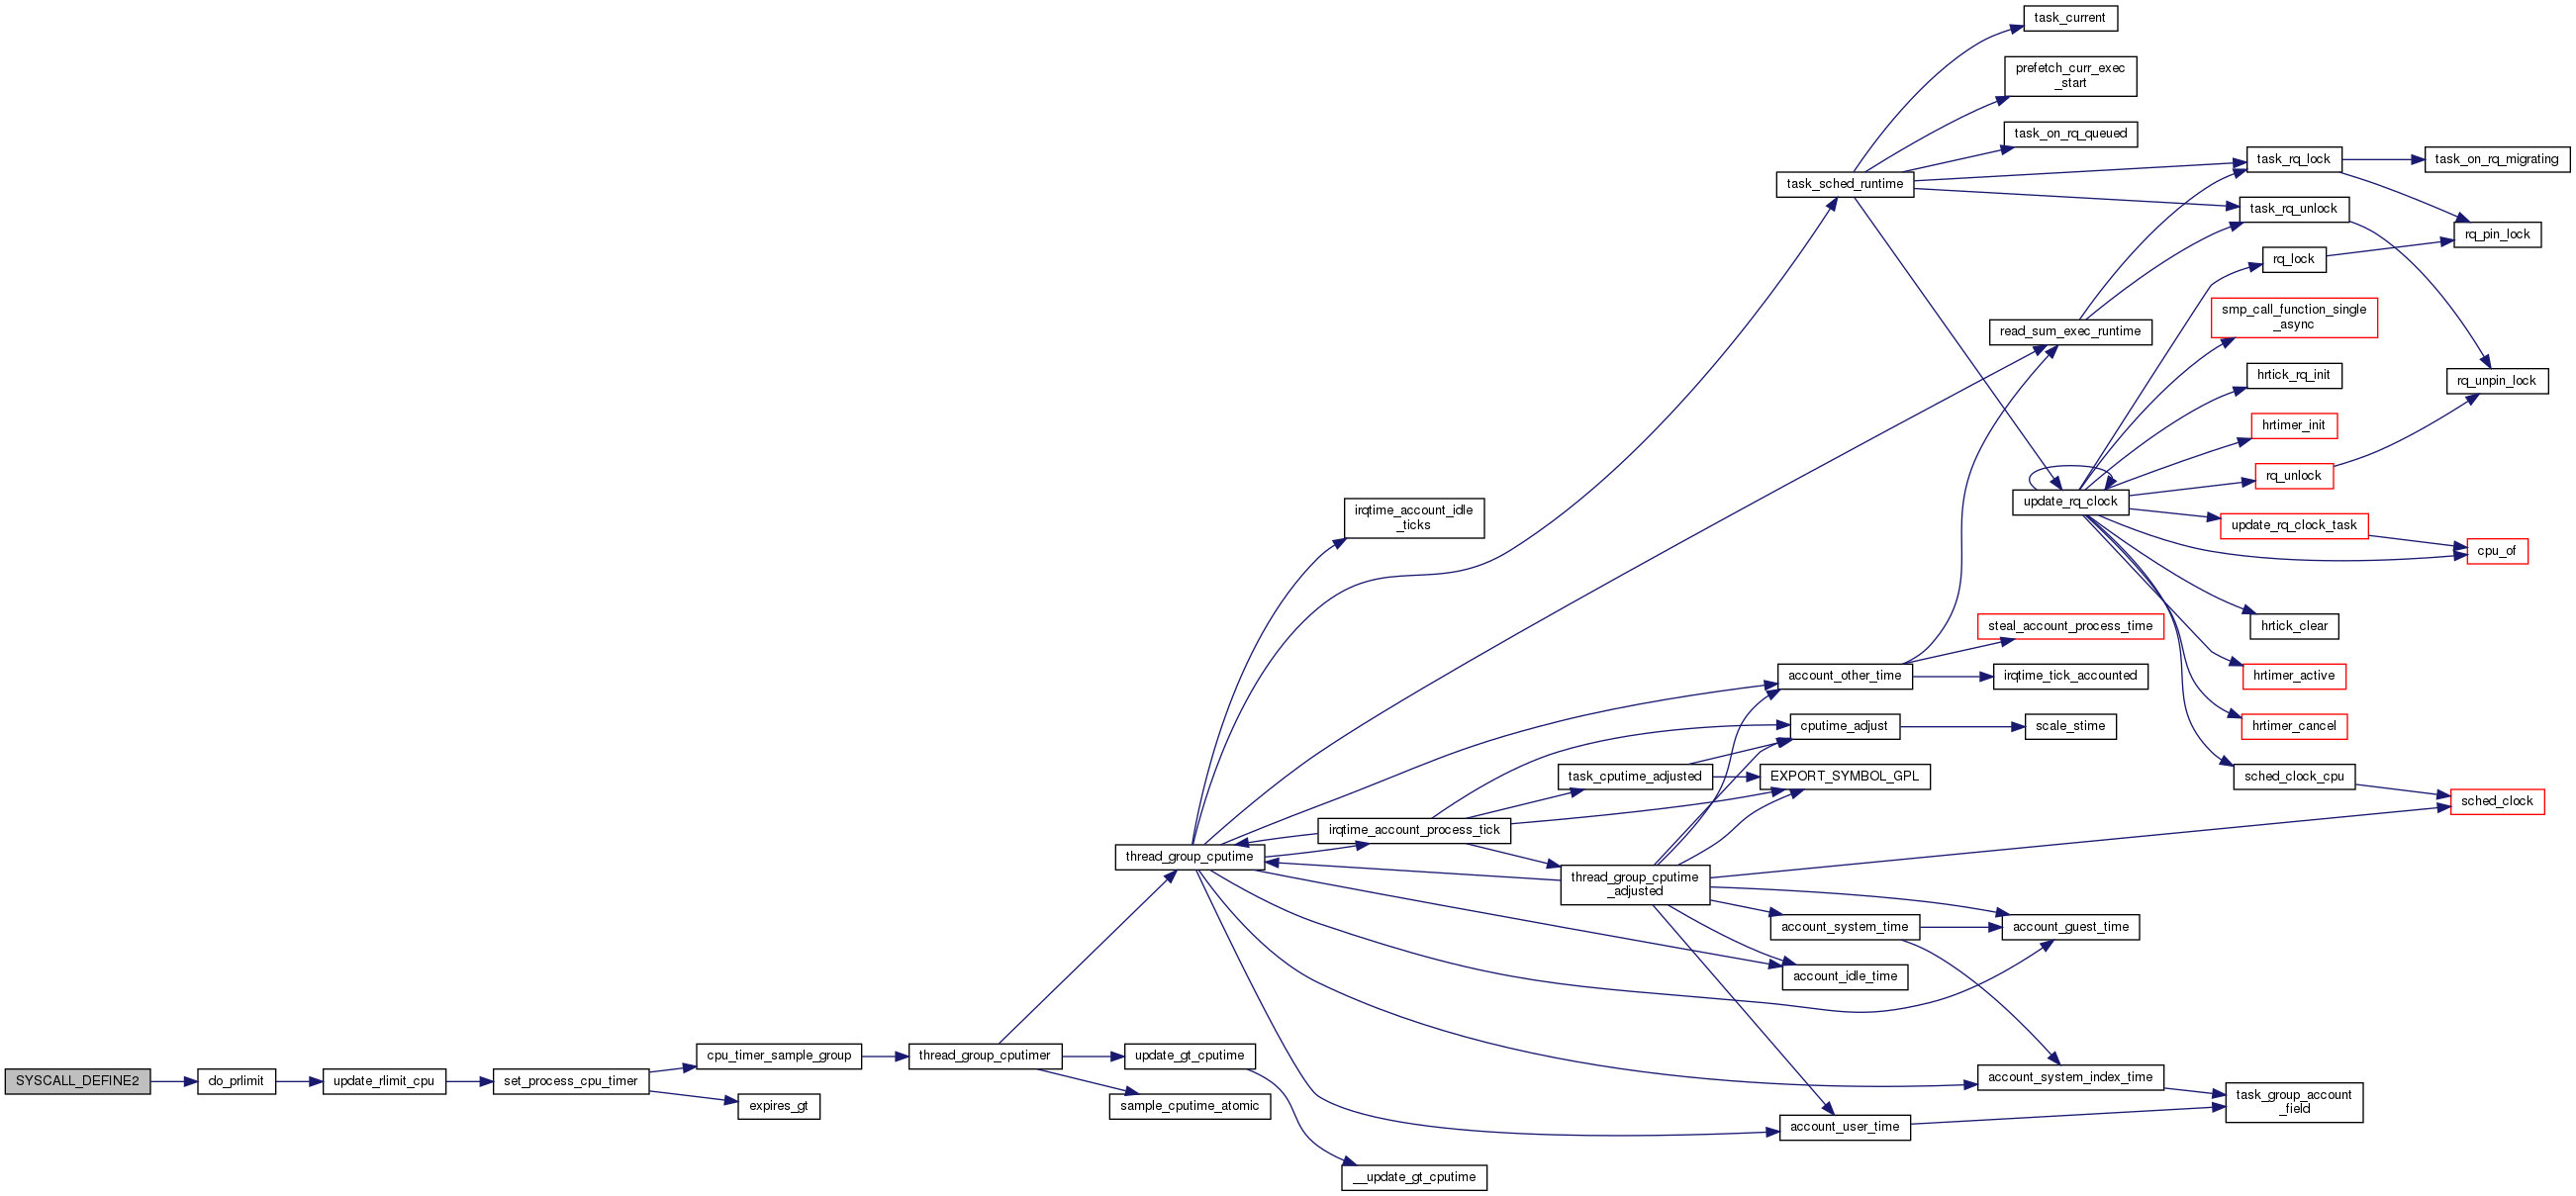 task_current
prefetch_curr_exec
_start
task_on_rq_queued
task_rq_lock
task_on_rq_migrating
task_sched_runtime
task_rq_unlock
rq_pin_lock
rq_lock
smp_call_function_single
_async
read_sum_exec_runtime
hrtick_rq_init
rq_unpin_lock
hrtimer_init
rq_unlock
update_rq_clock
irqtime_account_idle
_ticks
update_rq_clock_task
cpu_of
steal_account_process_time
hrtick_clear
account_other_time
irqtime_tick_accounted
hrtimer_active
cputime_adjust
scale_stime
hrtimer_cancel
task_cputime_adjusted
EXPORT_SYMBOL_GPL
sched_clock_cpu
sched_clock
irqtime_account_process_tick
thread_group_cputime
thread_group_cputime
_adjusted
account_system_time
account_guest_time
account_idle_time
cpu_timer_sample_group
thread_group_cputimer
update_gt_cputime
SYSCALL_DEFINE2
do_prlimit
update_rlimit_cpu
set_process_cpu_timer
account_system_index_time
expires_gt
sample_cputime_atomic
task_group_account
_field
account_user_time
__update_gt_cputime